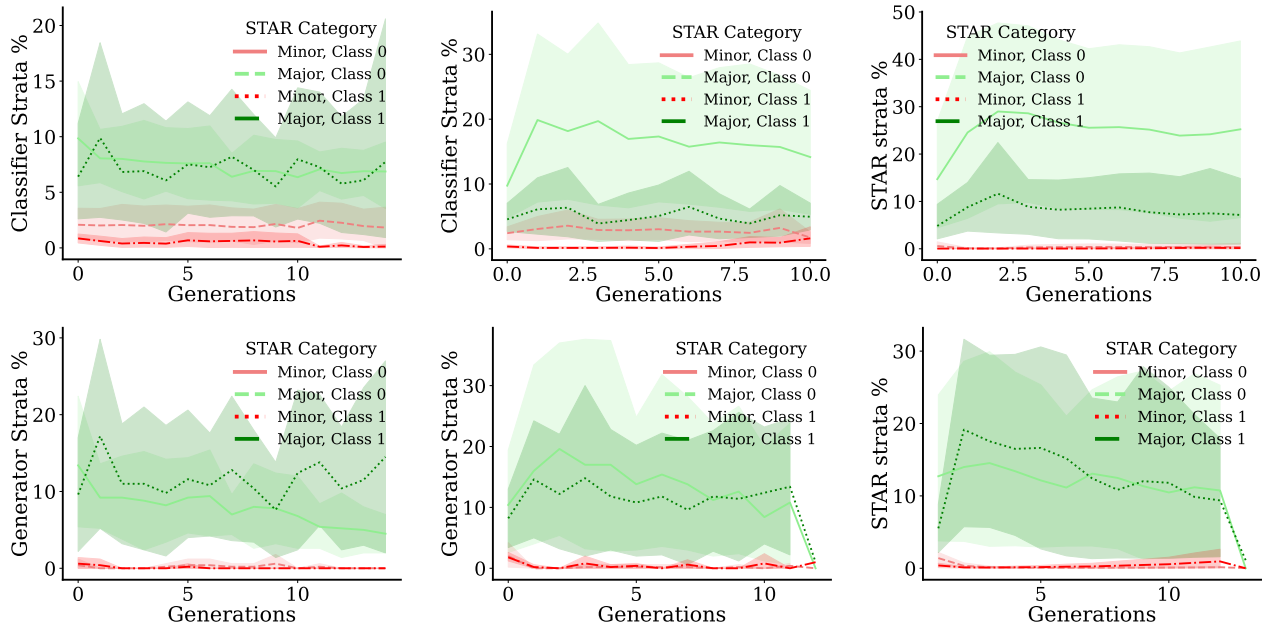 STAR Category
Minor, Class 0
Major, Class 0
Minor, Class 1
Major, Class 1
Classifier Strata %
20
15
10
5
0
0
5
10
Generations
STAR Category
Minor, Class 0
Major, Class 0
Minor, Class 1
Major, Class 1
Classifier Strata %
30
20
10
0
0.0
2.5
5.0
7.5
10.0
Generations
STAR Category
Minor, Class 0
Major, Class 0
Minor, Class 1
Major, Class 1
STAR strata %
50
40
30
20
10
0
0.0
2.5
5.0
7.5
10.0
Generations
STAR Category
Minor, Class 0
Major, Class 0
Minor, Class 1
Major, Class 1
Generator Strata %
30
20
10
0
0
5
10
Generations
STAR Category
Minor, Class 0
Major, Class 0
Minor, Class 1
Major, Class 1
Generator Strata %
30
20
10
0
0
5
10
Generations
STAR Category
Minor, Class 0
Major, Class 0
Minor, Class 1
Major, Class 1
STAR strata %
30
20
10
0
5
10
Generations